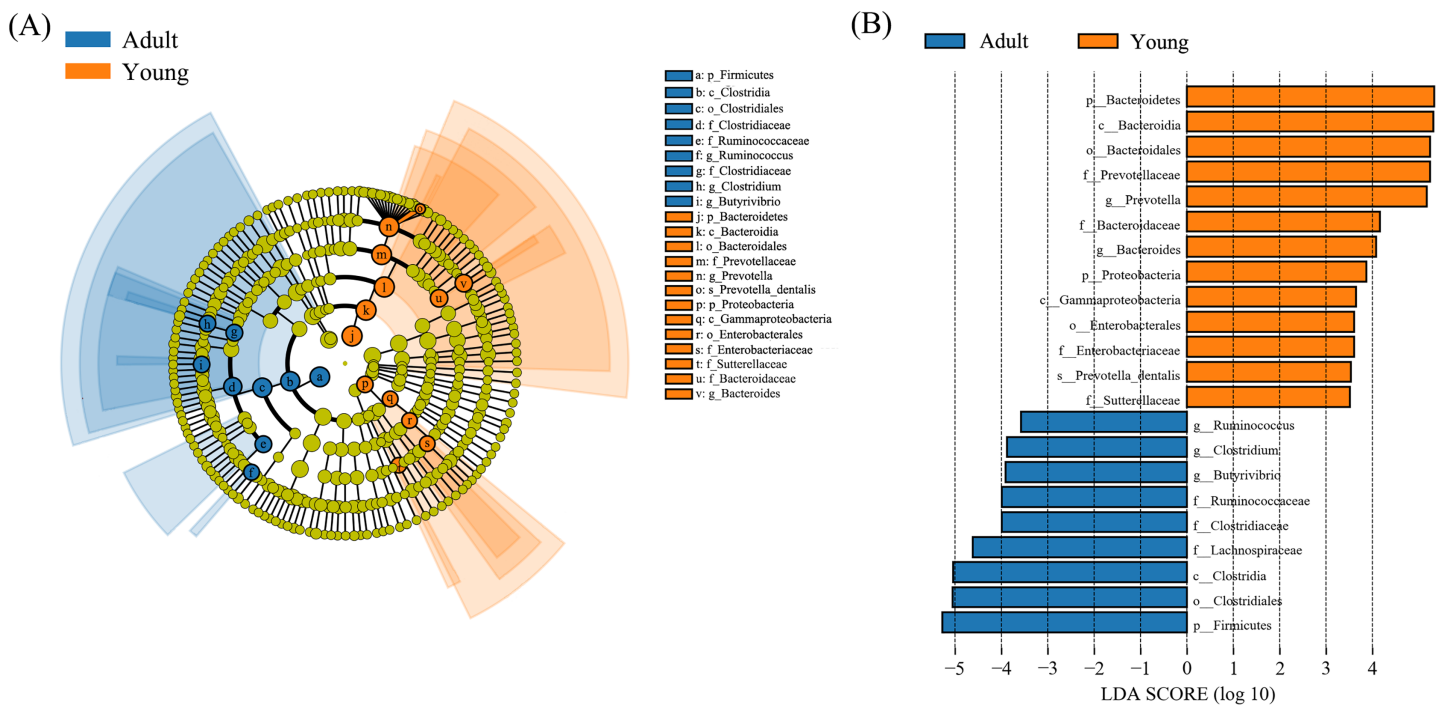 (A)
Adult
Young
a: p_Firmicutes
b: c_Clostridia
c: o_Clostridiales
d: f_Clostridiaceae
e: f_Ruminococcaceae
f: g_Ruminococcus
g: f_Clostridiaceae
h: g_Clostridium
i: g_Butyrivibrio
j: p_Bacteroidetes
k: c_Bacteroidia
l: o_Bacteroidales
m: f_Prevotellaceae
n: g_Prevotella
o: s_Prevotella_dentalis
p: p_Proteobacteria
q: c_Gammaproteobacteria
r: o_Enterobacterales
s: f_Enterobacteriaceae
t: f_Sutterellaceae
u: f_Bacteroidaceae
v: g_Bacteroides
o
n
m
l
k
j
v
u
h
g
i
d
c
b
a
e
f
p
q
r
s
(B)
Adult
Young
p__Bacteroidetes
c__Bacteroidia
o__Bacteroidales
f__Prevotellaceae
g__Prevotella
f__Bacteroidaceae
g__Bacteroides
p__Proteobacteria
c__Gammaproteobacteria
o__Enterobacterales
f__Enterobacteriaceae
s__Prevotella_dentalis
f__Sutterellaceae
g__Ruminococcus
g__Clostridium
g__Butyrivibrio
f__Ruminococcaceae
f__Clostridiaceae
f__Lachnospiraceae
c__Clostridia
o__Clostridiales
p__Firmicutes
−5 −4 −3 −2 −1 0 1 2 3 4
LDA SCORE (log 10)